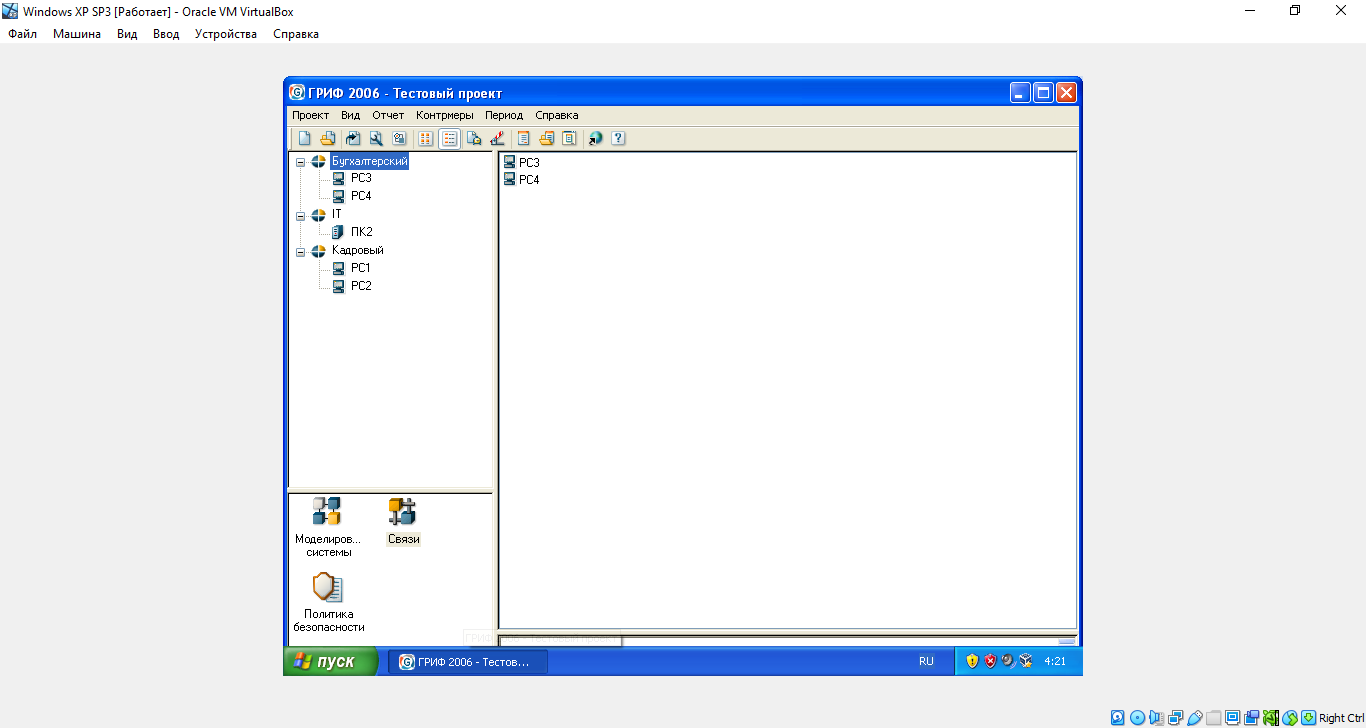 Windows XP SP3 [Работает] - Oracle VM VirtualBox
Файл Машина Вид Ввод Устройства Справка
ГРИФ 2006 - Тестовый проект
Проект Вид Отчет Контрмеры Период Справка
Бугхалтерский
PC3
PC4
IT
ПК2
Кадровый
PC1
PC2
PC3
PC4
Моделиров...
системы
Связи
Политика
безопасности
пуск
ГРИФ 2006 - Тестов...
RU
4:21
Right Ctrl